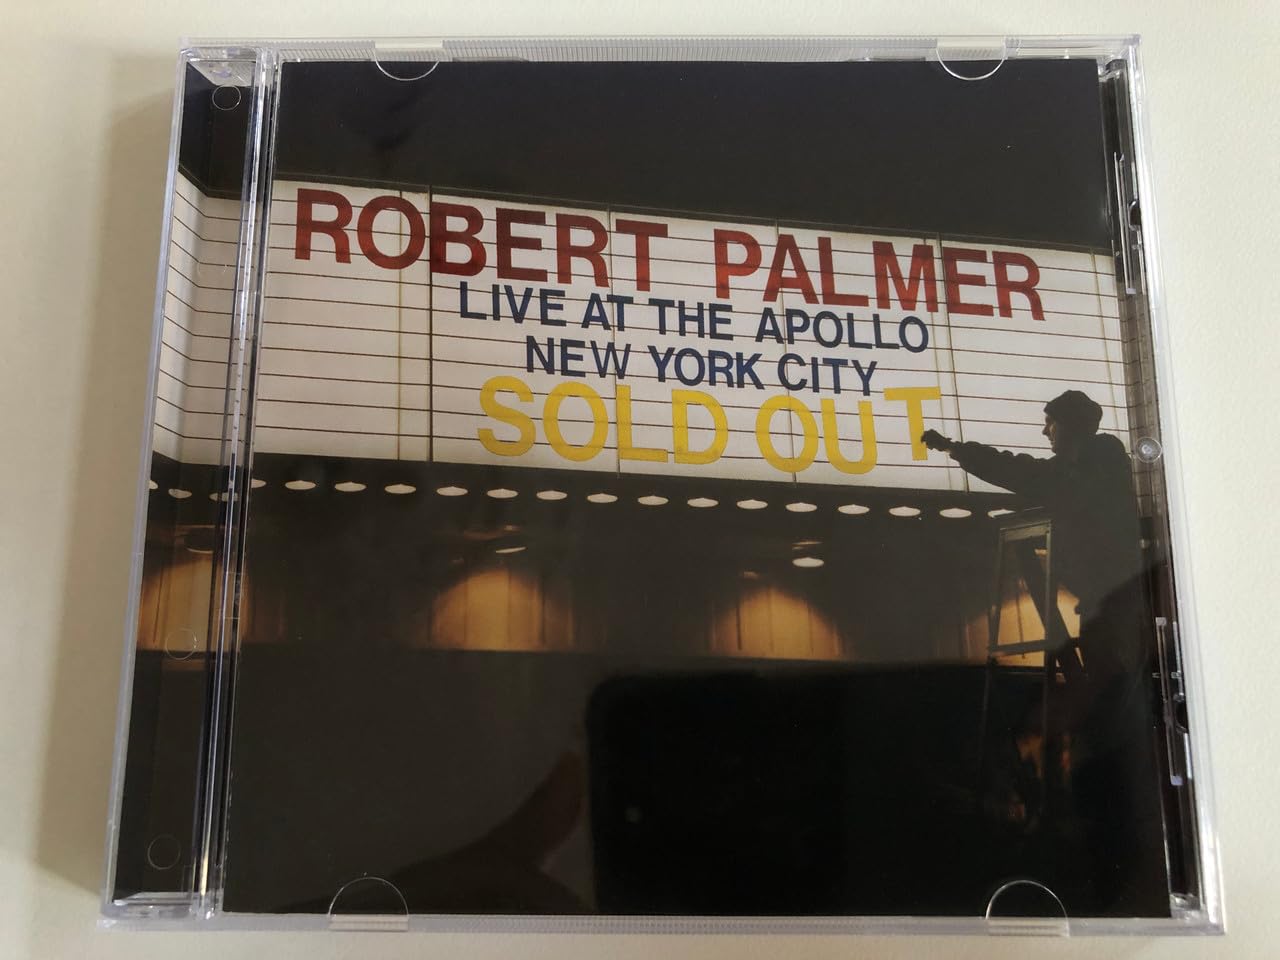 ROBERT PALMER
LIVE AT THE APOLLO
NEW YORK CITY
SOLD OUT